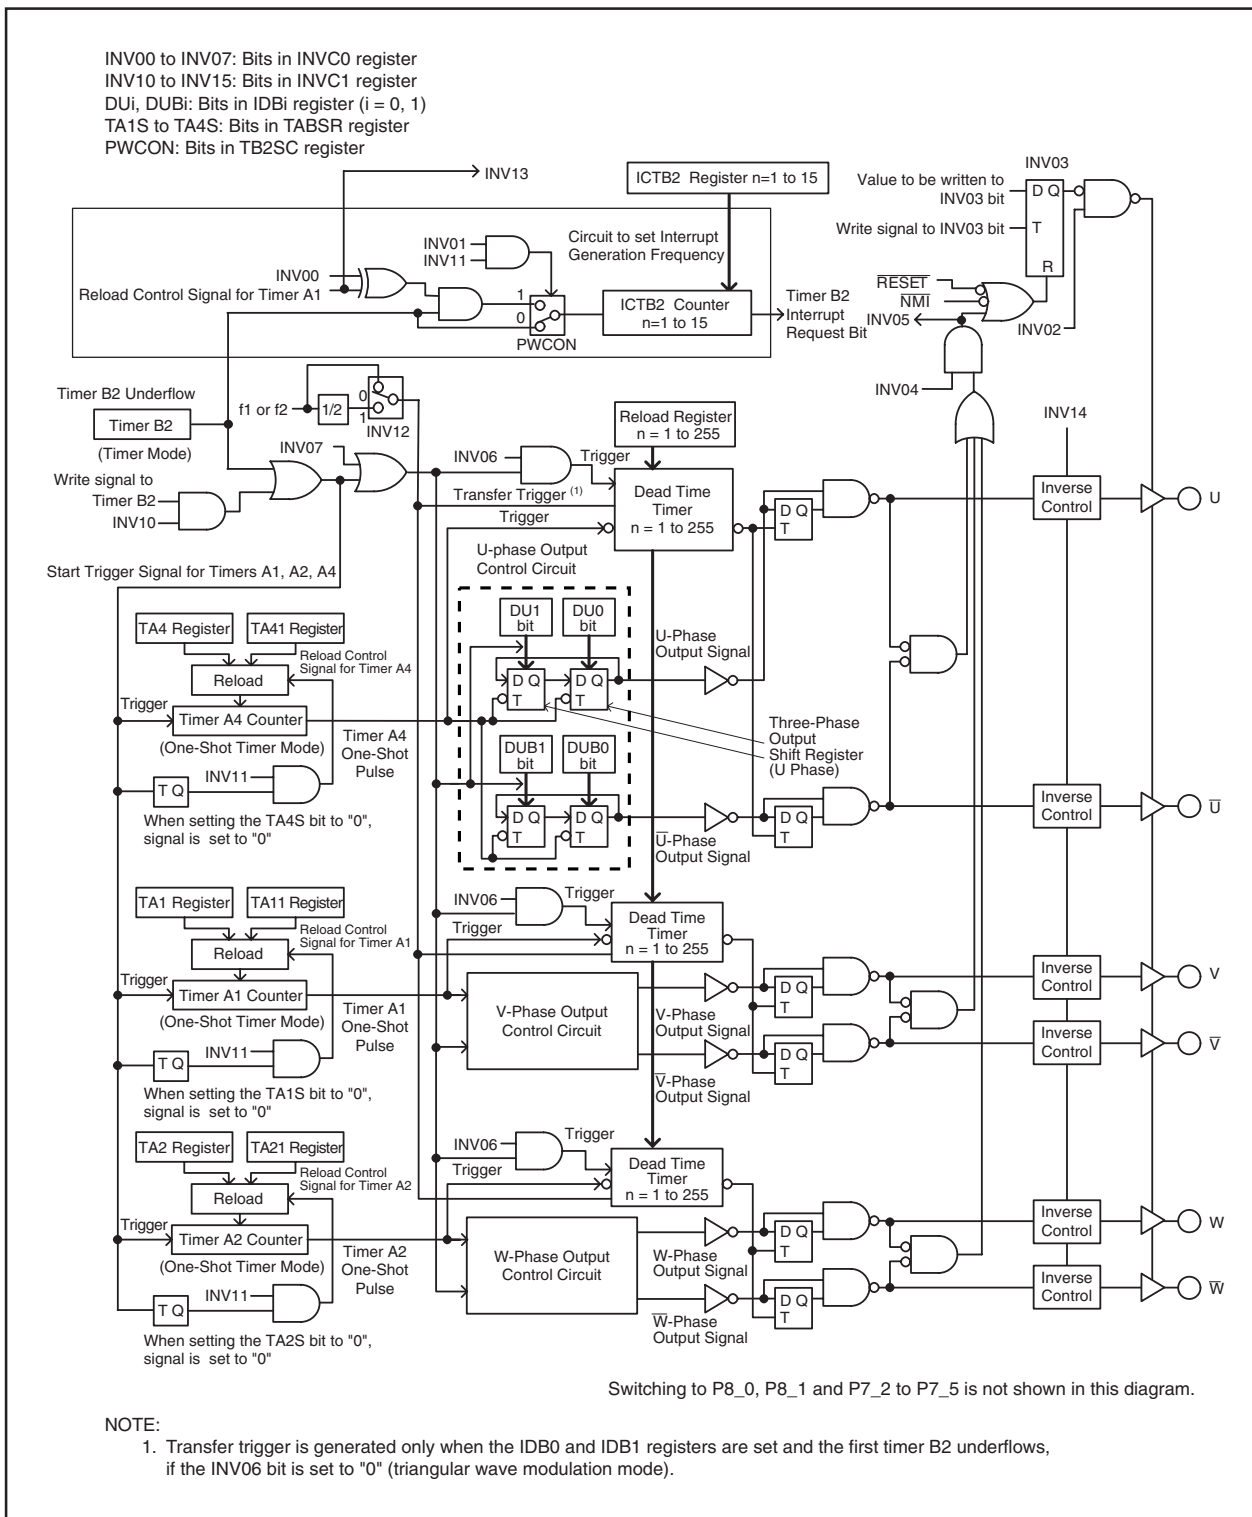 INV00 to INV07: Bits in INVC0 register
INV10 to INV15: Bits in INVC1 register
DUi, DUBi: Bits in IDBi register (i = 0, 1)
TA1S to TA4S: Bits in TABSR register
PWCON: Bits in TB2SC register
INV13
ICTB2 Register n=1 to 15
INV03
Value to be written to
INV03 bit
Write signal to INV03 bit
D Q
T
R
INV01
INV11
Circuit to set Interrupt
Generation Frequency
INV00
Reload Control Signal for Timer A1
1
0
PWCON
ICTB2 Counter
n=1 to 15
Timer B2
Interrupt
Request Bit
R̅E̅S̅E̅T̅
N̅M̅I̅
INV05
INV02
INV04
Timer B2 Underflow
Timer B2
(Timer Mode)
f1 or f2
1/2
0
1
INV12
INV07
Write signal to
Timer B2
INV10
INV06
Trigger
Transfer Trigger (1)
Trigger
Reload Register
n = 1 to 255
Dead Time
Timer
n = 1 to 255
INV14
D Q
T
Inverse
Control
U
Start Trigger Signal for Timers A1, A2, A4
U-phase Output
Control Circuit
TA4 Register
TA41 Register
Reload Control
Signal for Timer A4
Reload
Trigger
Timer A4 Counter
(One-Shot Timer Mode)
Timer A4
One-Shot
Pulse
INV11
T Q
When setting the TA4S bit to "0",
signal is set to "0"
DU1
bit
DU0
bit
D Q
T
D Q
T
DUB1
bit
DUB0
bit
D Q
T
D Q
T
U-Phase
Output Signal
Three-Phase
Output
Shift Register
(U Phase)
U̅-Phase
Output Signal
D Q
T
Inverse
Control
U̅
TA1 Register
TA11 Register
Reload Control
Signal for Timer A1
Reload
Trigger
Timer A1 Counter
(One-Shot Timer Mode)
Timer A1
One-Shot
Pulse
INV11
T Q
When setting the TA1S bit to "0",
signal is set to "0"
INV06
Trigger
Trigger
Dead Time
Timer
n = 1 to 255
V-Phase Output
Control Circuit
V-Phase
Output Signal
V̅-Phase
Output Signal
D Q
T
D Q
T
Inverse
Control
V
Inverse
Control
V̅
TA2 Register
TA21 Register
Reload Control
Signal for Timer A2
Reload
Trigger
Timer A2 Counter
(One-Shot Timer Mode)
Timer A2
One-Shot
Pulse
INV11
T Q
When setting the TA2S bit to "0",
signal is set to "0"
INV06
Trigger
Trigger
Dead Time
Timer
n = 1 to 255
W-Phase Output
Control Circuit
W-Phase
Output Signal
W̅-Phase
Output Signal
D Q
T
D Q
T
Inverse
Control
W
Inverse
Control
W̅
Switching to P8_0, P8_1 and P7_2 to P7_5 is not shown in this diagram.
NOTE:
1. Transfer trigger is generated only when the IDB0 and IDB1 registers are set and the first timer B2 underflows,
if the INV06 bit is set to "0" (triangular wave modulation mode).